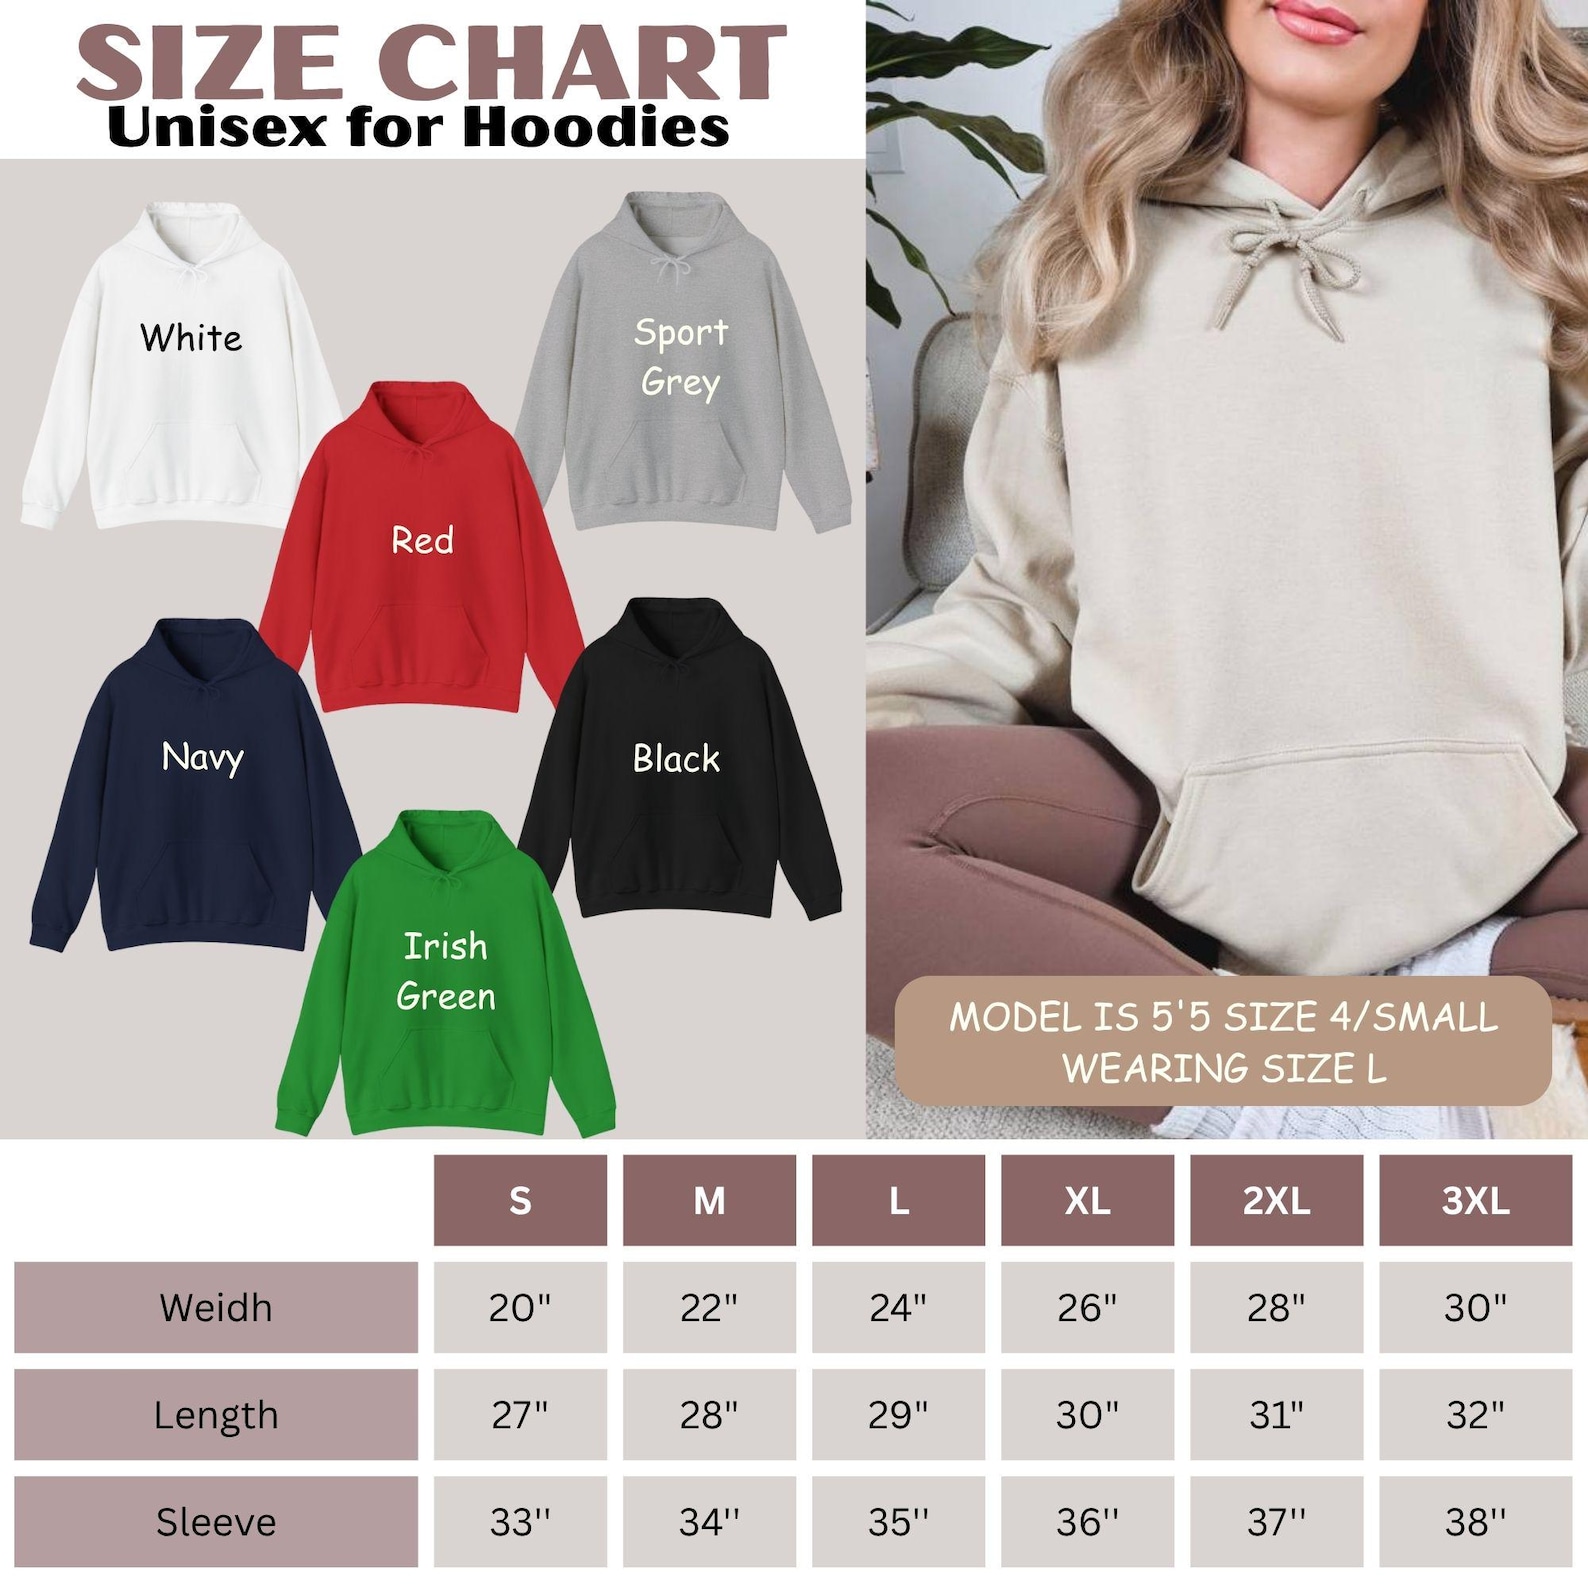 SIZE CHART
Unisex for Hoodies
White
Sport
Grey
Red
Navy
Black
Irish
Green
MODEL IS 5'5 SIZE 4/SMALL
WEARING SIZE L
S M L XL 2XL 3XL
Weidh 20" 22" 24" 26" 28" 30"
Length 27" 28" 29" 30" 31" 32"
Sleeve 33'' 34'' 35'' 36'' 37'' 38''